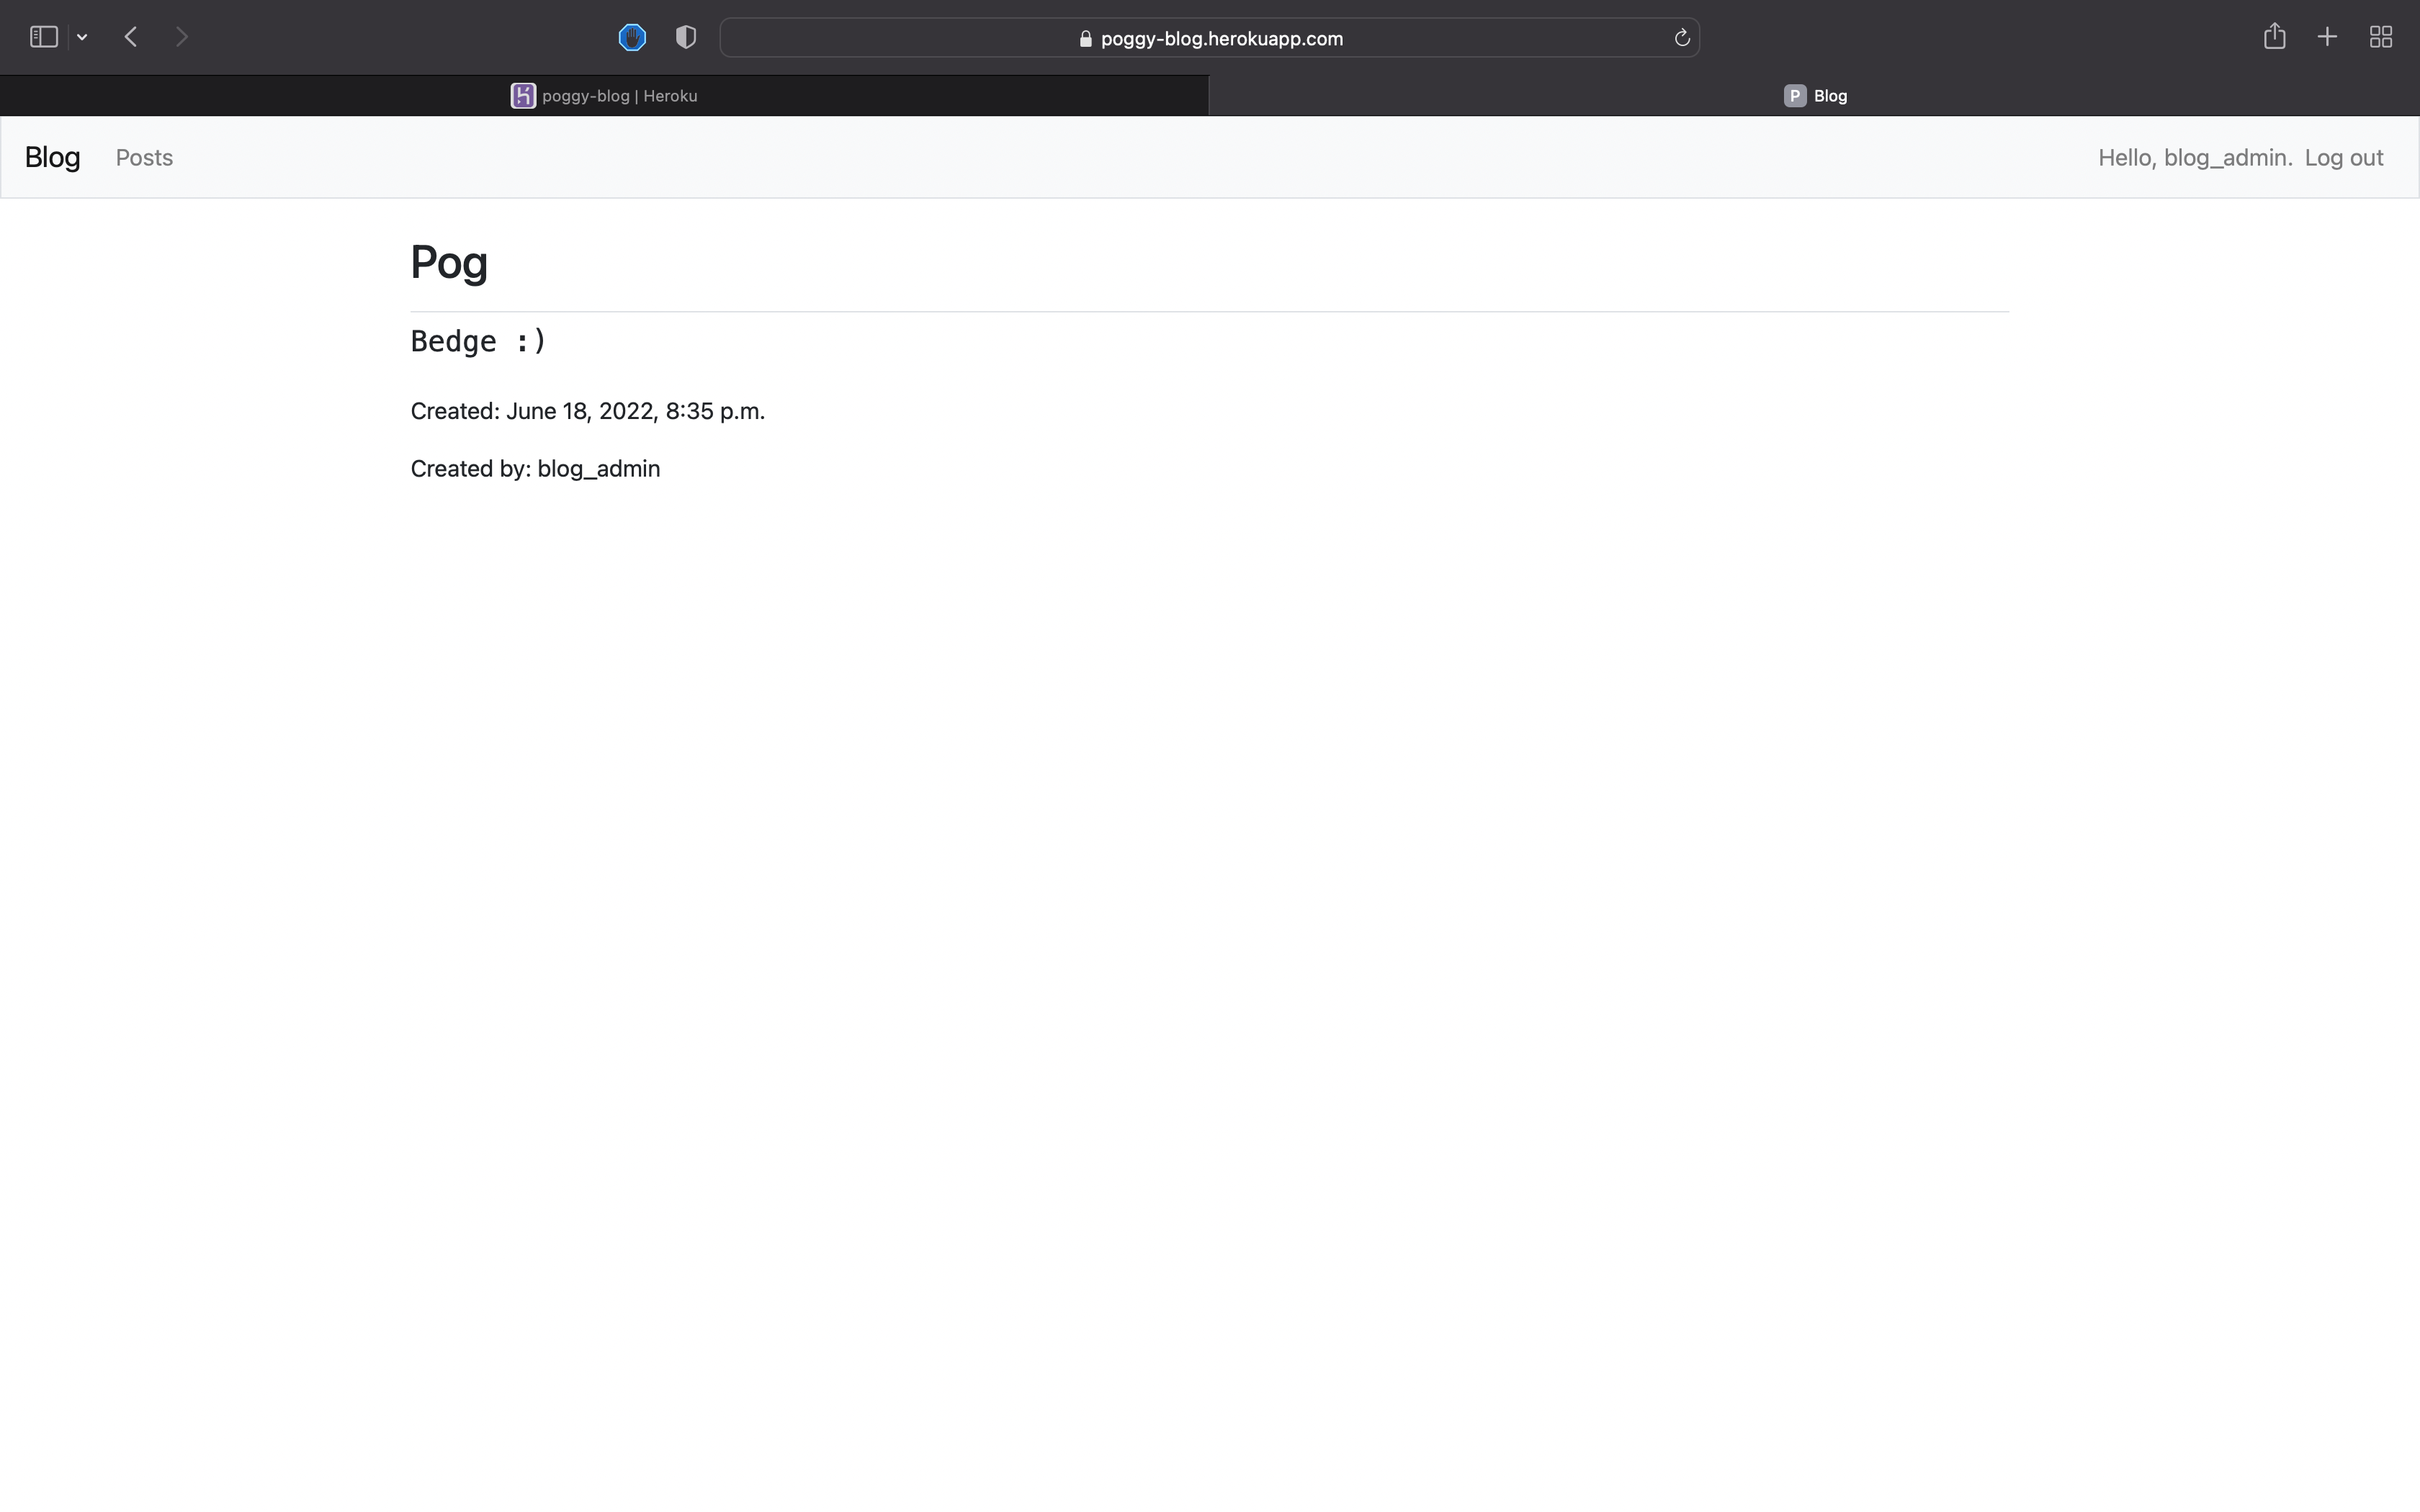 poggy-blog.herokuapp.com
poggy-blog | Heroku
P Blog
Blog Posts Hello, blog_admin. Log out
Pog
Bedge :)
Created: June 18, 2022, 8:35 p.m.
Created by: blog_admin